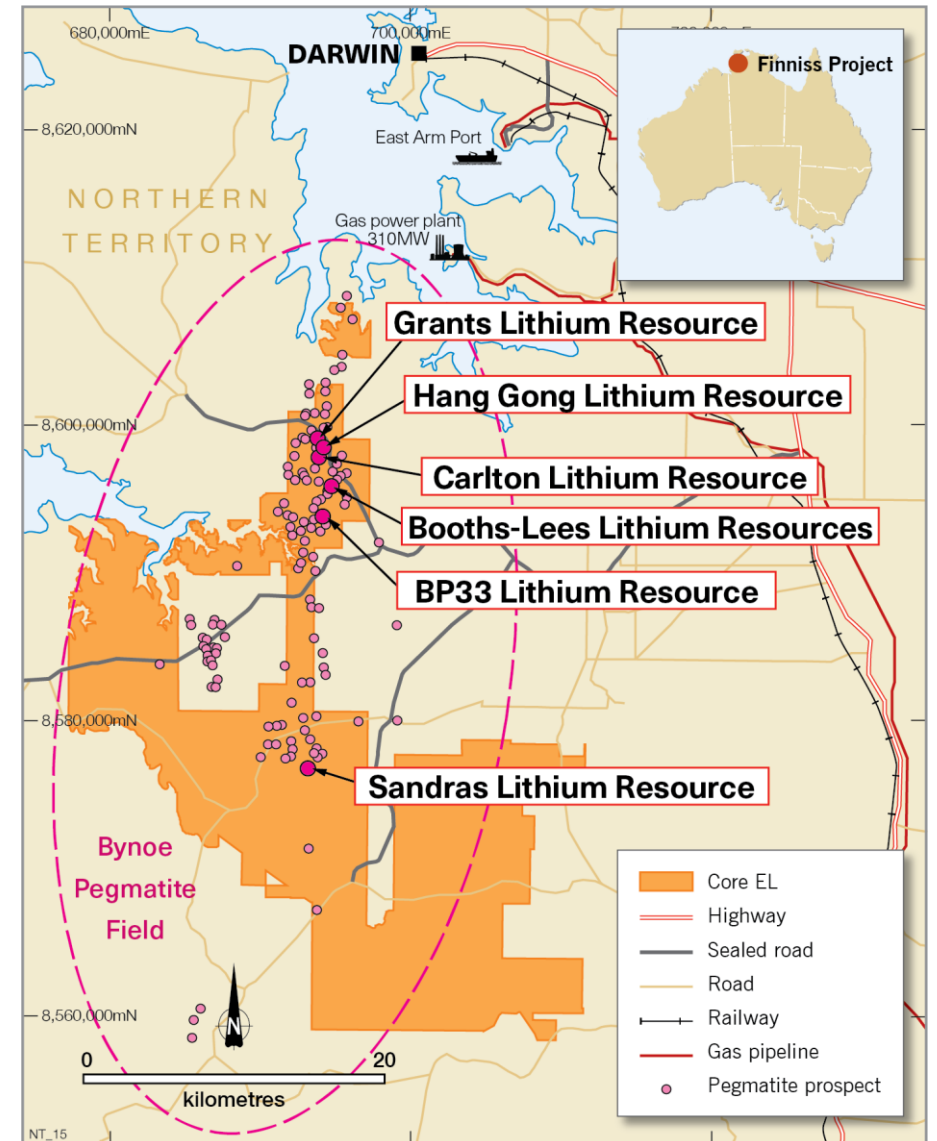 680,000mE
700,000mE
DARWIN
Finniss Project
8,620,000mN
East Arm Port
NORTHERN
TERRITORY
Gas power plant
310MW
Grants Lithium Resource
Hang Gong Lithium Resource
8,600,000mN
Carlton Lithium Resource
Booths-Lees Lithium Resources
BP33 Lithium Resource
8,580,000mN
Sandras Lithium Resource
Bynoe
Pegmatite
Field
Core EL
Highway
Sealed road
Road
Railway
Gas pipeline
Pegmatite prospect
8,560,000mN
N
0 20
kilometres
NT_15